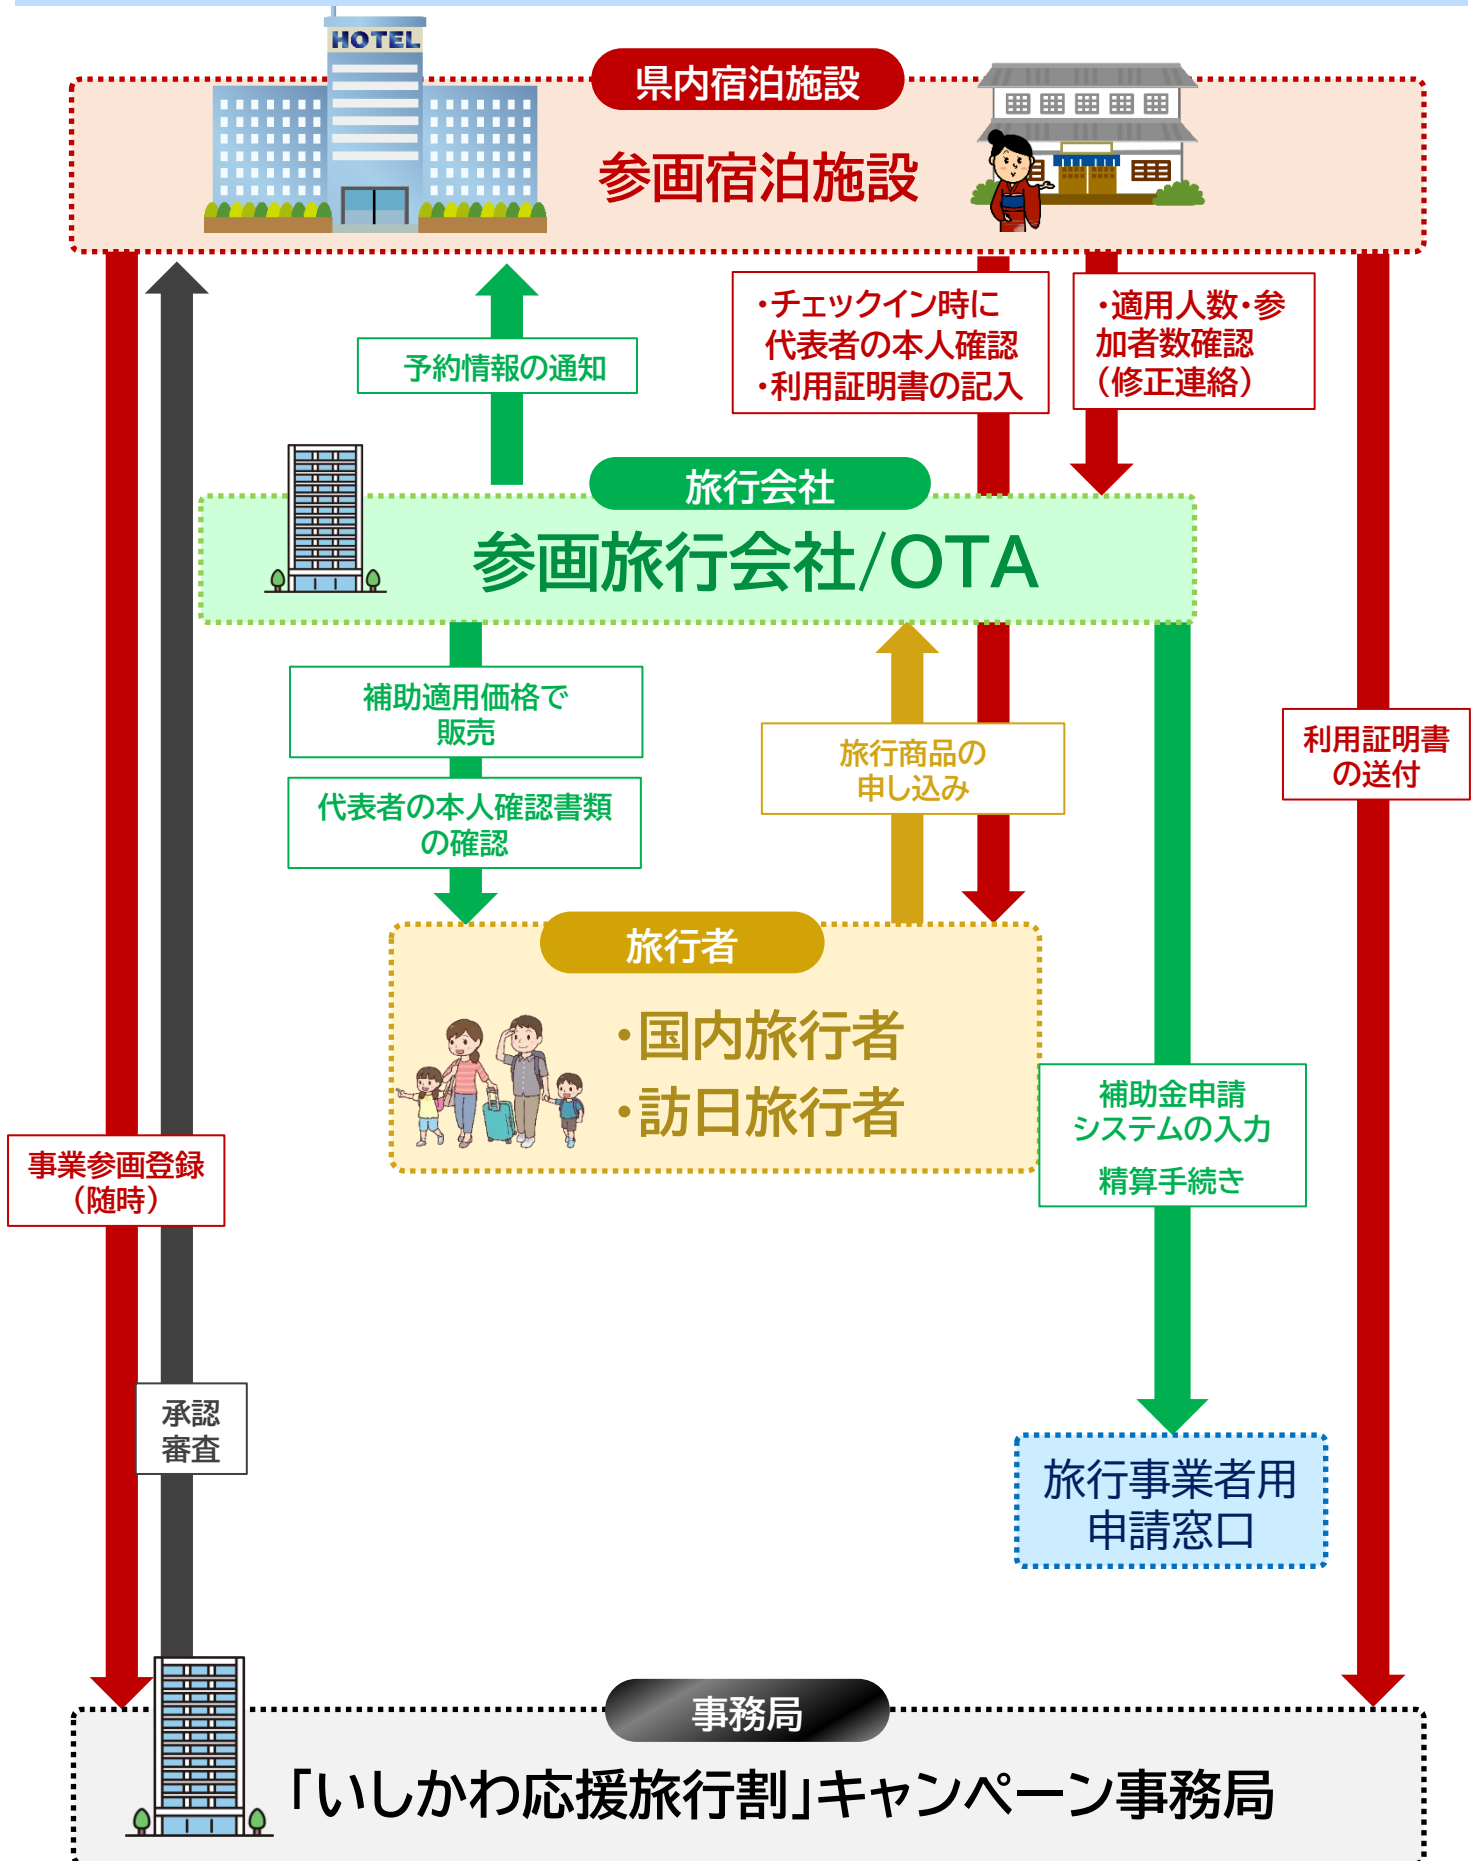 HOTEL
県内宿泊施設
参画宿泊施設
・チェックイン時に
代表者の本人確認
・利用証明書の記入
・適用人数・参
加者数確認
（修正連絡）
予約情報の通知
旅行会社
参画旅行会社/OTA
補助適用価格で
販売
代表者の本人確認書類
の確認
旅行商品の
申し込み
利用証明書
の送付
旅行者
・国内旅行者
・訪日旅行者
補助金申請
システムの入力
精算手続き
事業参画登録
（随時）
承認
審査
旅行事業者用
申請窓口
事務局
「いしかわ応援旅行割」キャンペーン事務局